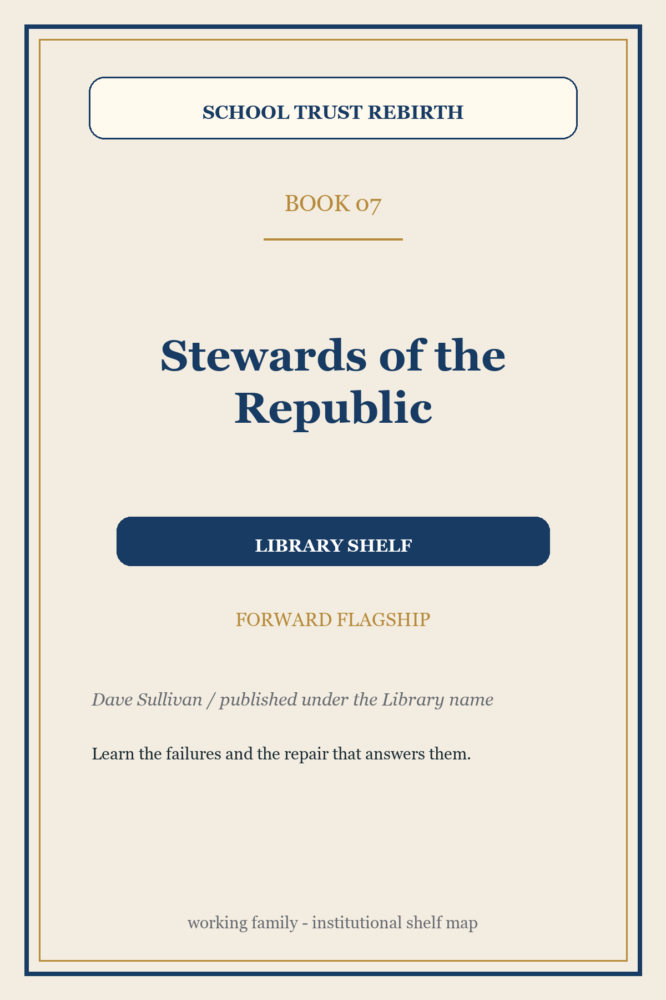 SCHOOL TRUST REBIRTH
BOOK 07
Stewards of the
Republic
LIBRARY SHELF
FORWARD FLAGSHIP
Dave Sullivan / published under the Library name
Learn the failures and the repair that answers them.
working family - institutional shelf map